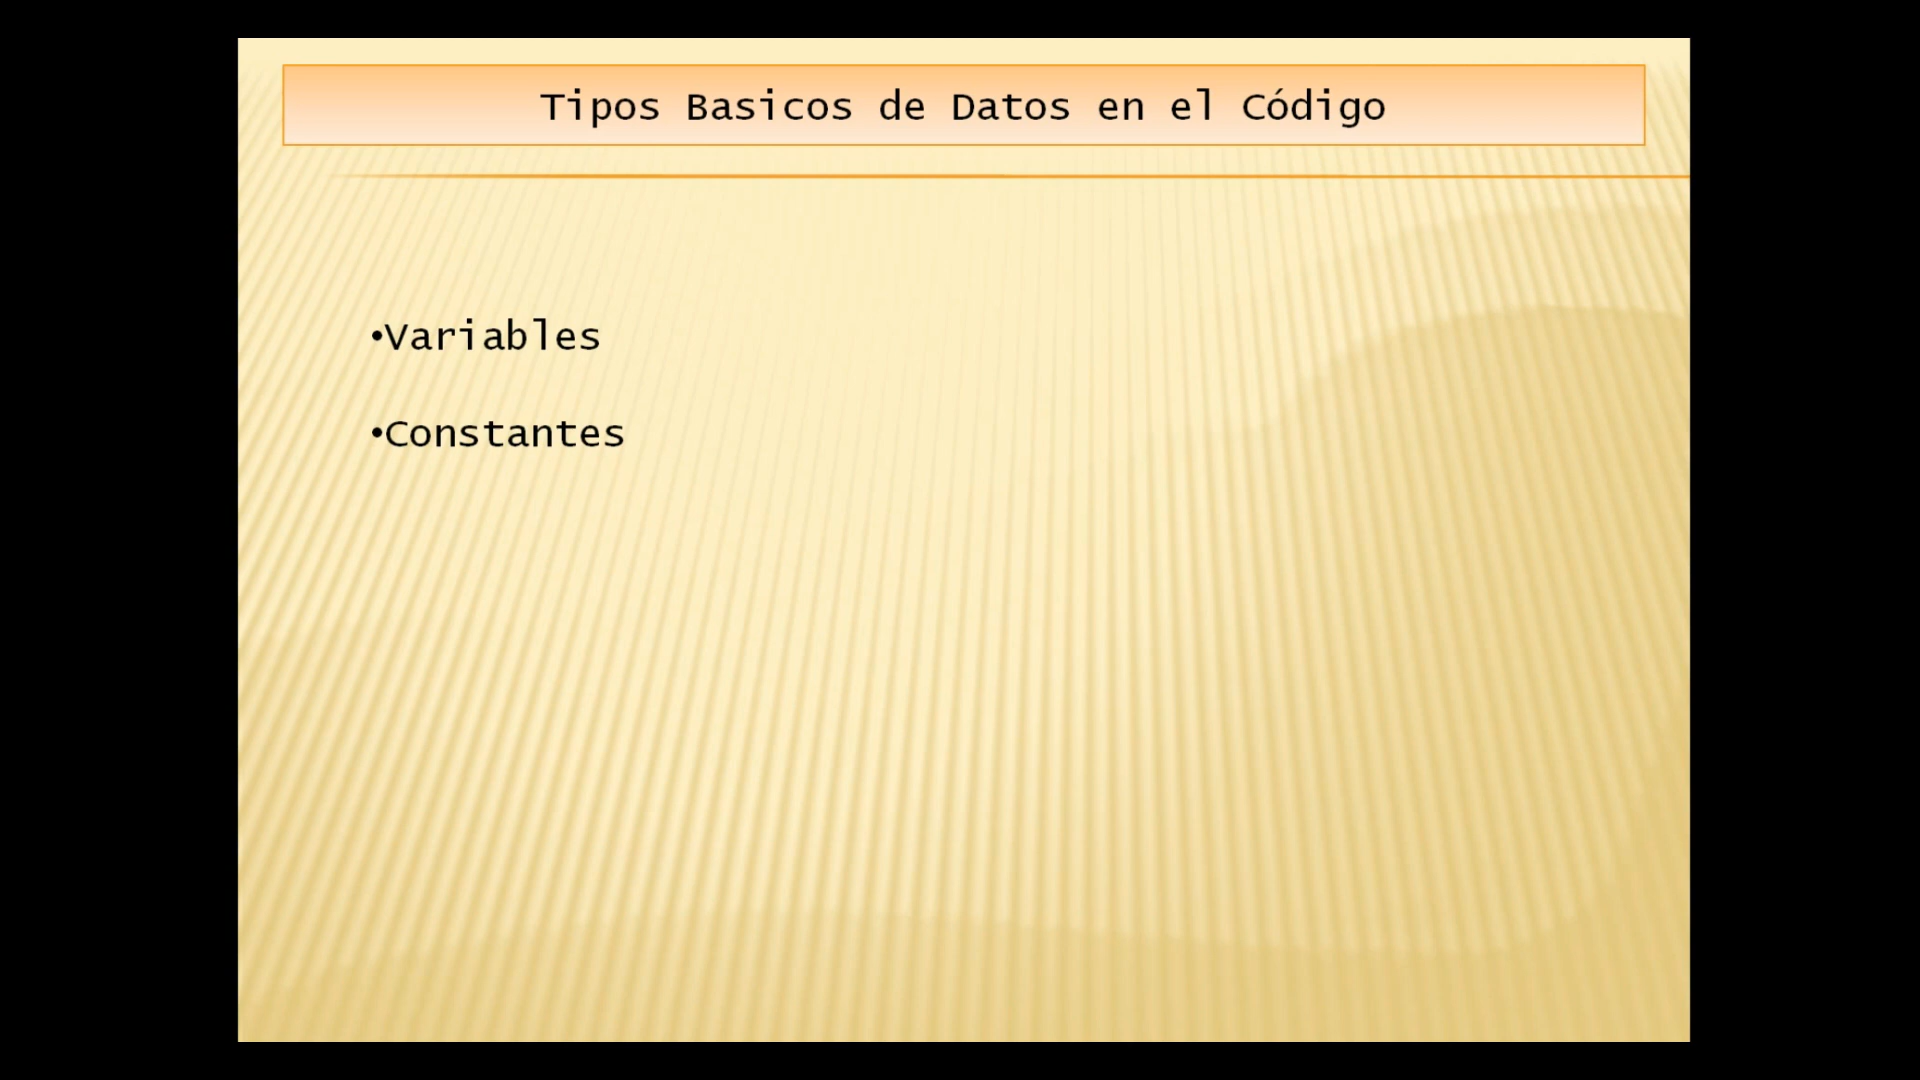 Tipos Basicos de Datos en el Código
•Variables
•Constantes